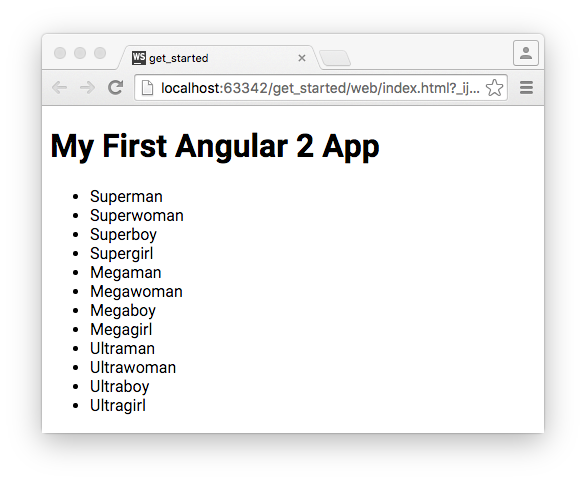 WS get_started
localhost:63342/get_started/web/index.html?_ij...
My First Angular 2 App
• Superman
• Superwoman
• Superboy
• Supergirl
• Megaman
• Megawoman
• Megaboy
• Megagirl
• Ultraman
• Ultrawoman
• Ultraboy
• Ultragirl